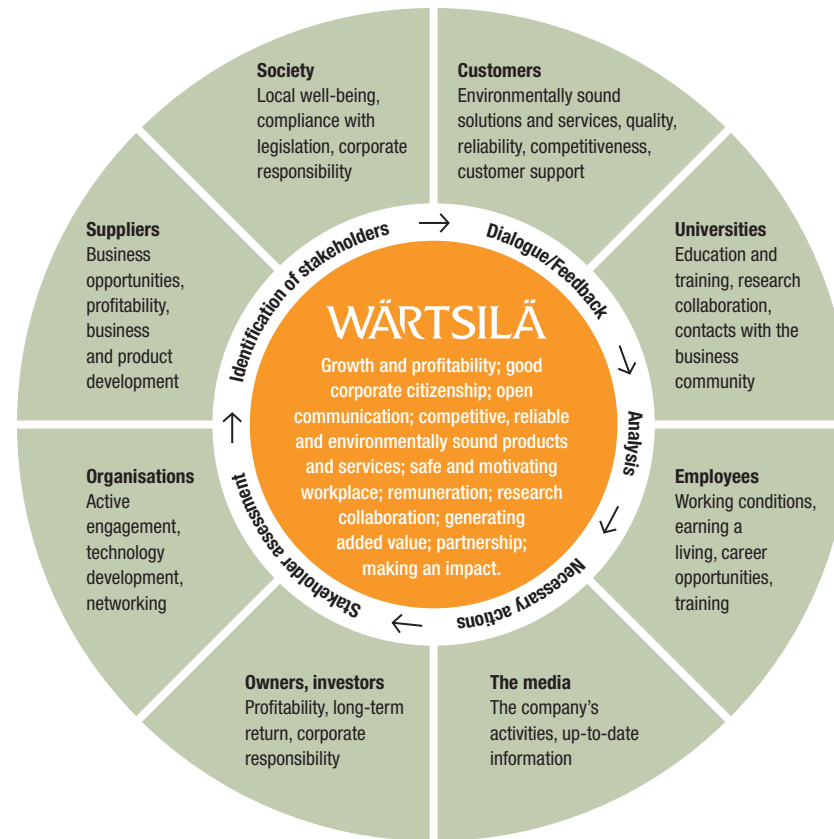 Society
Local well-being,
compliance with
legislation, corporate
responsibility
Customers
Environmentally sound
solutions and services, quality,
reliability, competitiveness,
customer support
Suppliers
Business
opportunities,
profitability,
business
and product
development
Universities
Education and
training, research
collaboration,
contacts with the
business
community
Identification of stakeholders
Dialogue/Feedback
Analysis
Necessary actions
Stakeholder assessment
WÄRTSILÄ
Growth and profitability; good
corporate citizenship; open
communication; competitive, reliable
and environmentally sound products
and services; safe and motivating
workplace; remuneration; research
collaboration; generating
added value; partnership;
making an impact.
Organisations
Active
engagement,
technology
development,
networking
Employees
Working conditions,
earning a
living, career
opportunities,
training
Owners, investors
Profitability, long-term
return, corporate
responsibility
The media
The company's
activities, up-to-date
information